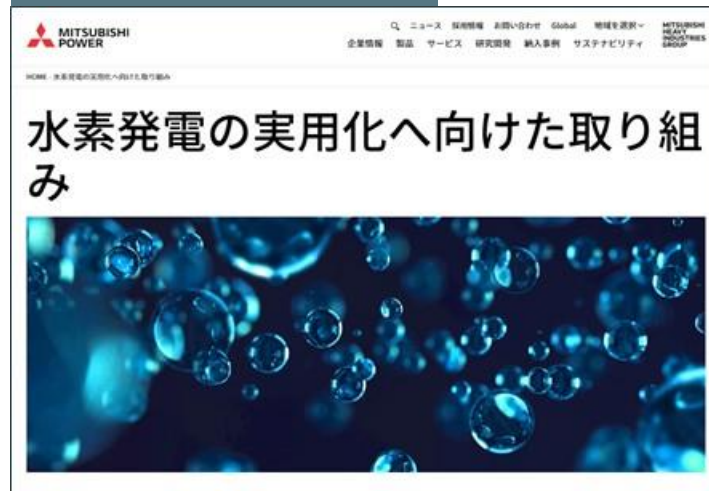 MITSUBISHI
POWER
ニュース 採用情報 お問い合わせ Global 地域を選択
企業情報 製品 サービス 研究開発 納入事例 サステナビリティ
MITSUBISHI
HEAVY
INDUSTRIES
GROUP
HOME - 水素発電の実用化へ向けた取り組み
水素発電の実用化へ向けた取り組
み